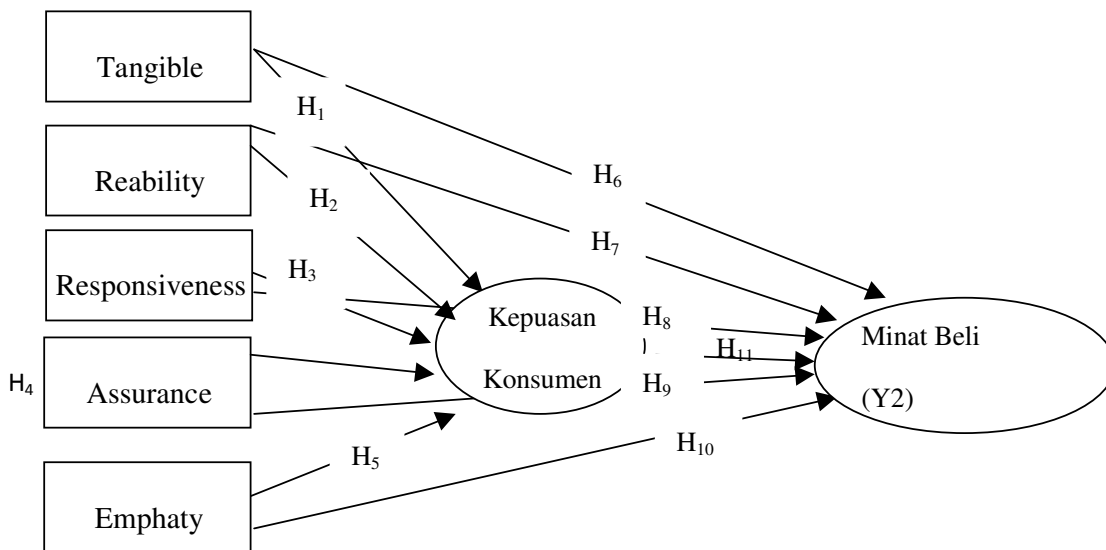 Tangible
H1
Reability
H6
H2
H7
Responsiveness
H3
Kepuasan
Konsumen
)
H8
H11
H9
Minat Beli
(Y2)
H4
Assurance
H5
H10
Emphaty